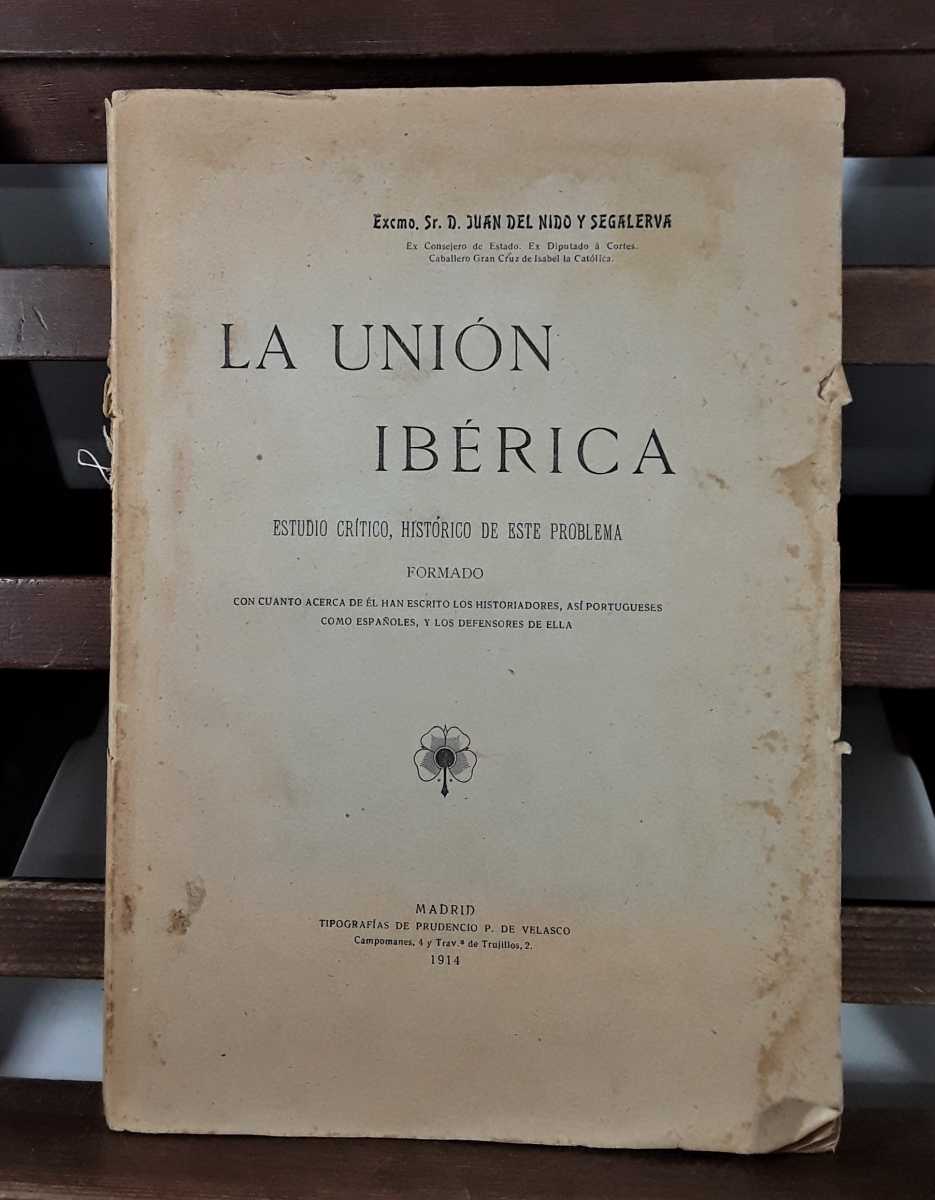 Excmo. Sr. D. JUAN DEL NIDO Y SEGALERVA
Ex Consejero de Estado. Ex Diputado á Cortes.
Caballero Gran Cruz de Isabel la Católica.
LA UNIÓN
IBÉRICA
ESTUDIO CRÍTICO, HISTÓRICO DE ESTE PROBLEMA
FORMADO
CON CUANTO ACERCA DE ÉL HAN ESCRITO LOS HISTORIADORES, ASÍ PORTUGUESES
COMO ESPAÑOLES, Y LOS DEFENSORES DE ELLA
MADRID
TIPOGRAFÍAS DE PRUDENCIO P. DE VELASCO
Campomanes, 4 y Trav.ª de Trujillos, 2.
1914